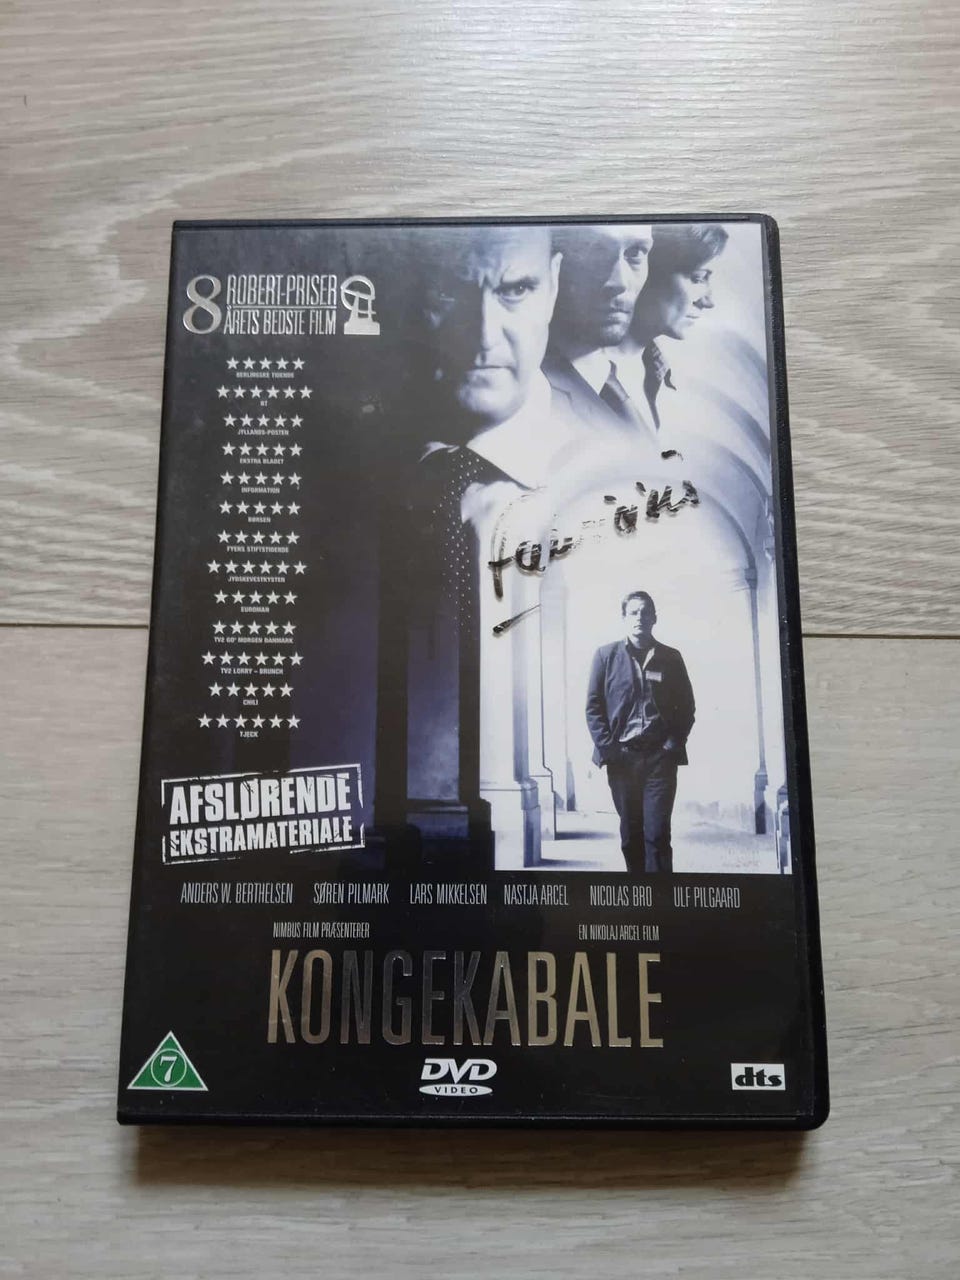 8 ROBERT-PRISER
ÅRETS BEDSTE FILM
BERLINGSKE TIDENDE
BT
JYLLANDS-POSTEN
EKSTRA BLADET
INFORMATION
BØRSEN
FYENS STIFTSTIDENDE
JYDSKEVESTKYSTEN
EUROMAN
TV2 GO' MORGEN DANMARK
TV2 LORRY – BRUNCH
CHILI
TJECK
AFSLØRENDE
EKSTRAMATERIALE
ANDERS W. BERTHELSEN SØREN PILMARK LARS MIKKELSEN NASTJA ARCEL NICOLAS BRO ULF PILGAARD
NIMBUS FILM PRÆSENTERER EN NIKOLAJ ARCEL FILM
KONGEKABALE
7
DVD
VIDEO
dts